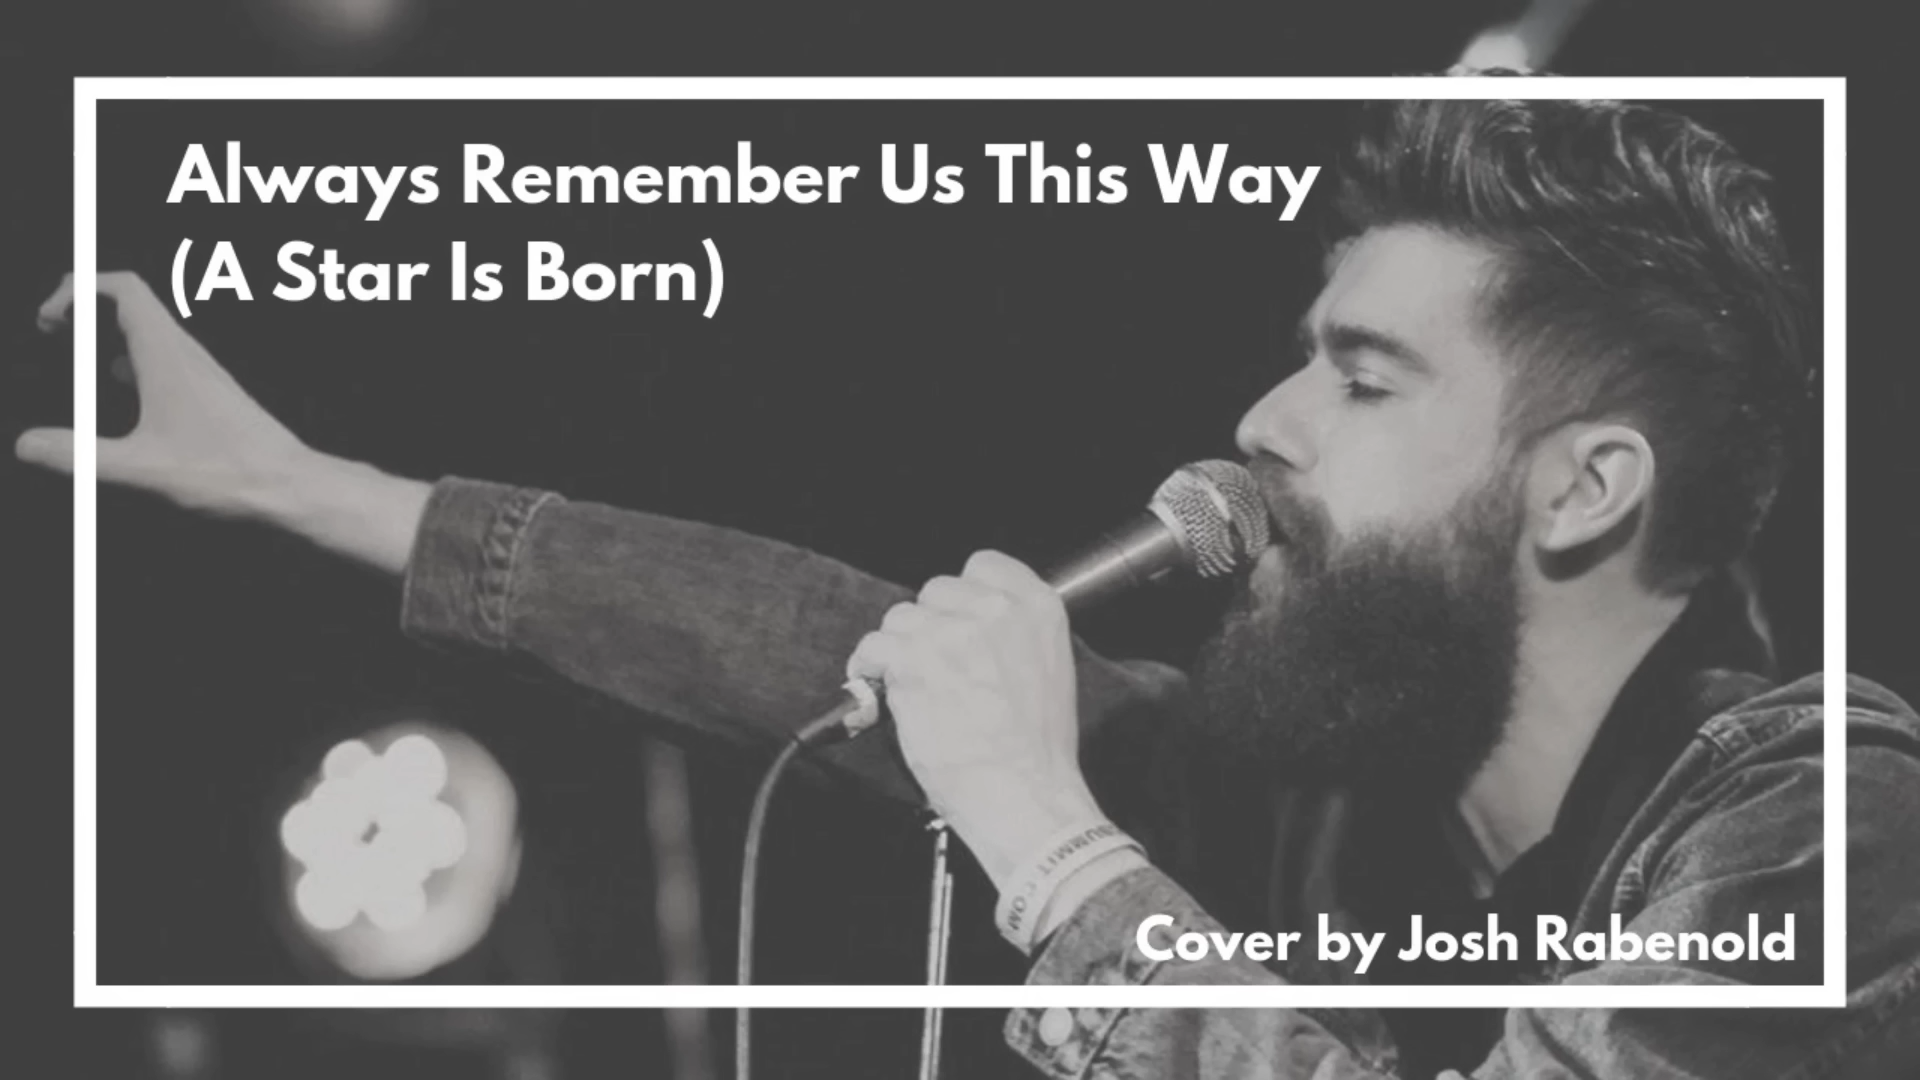 Always Remember Us This Way
(A Star Is Born)
Cover by Josh Rabenold